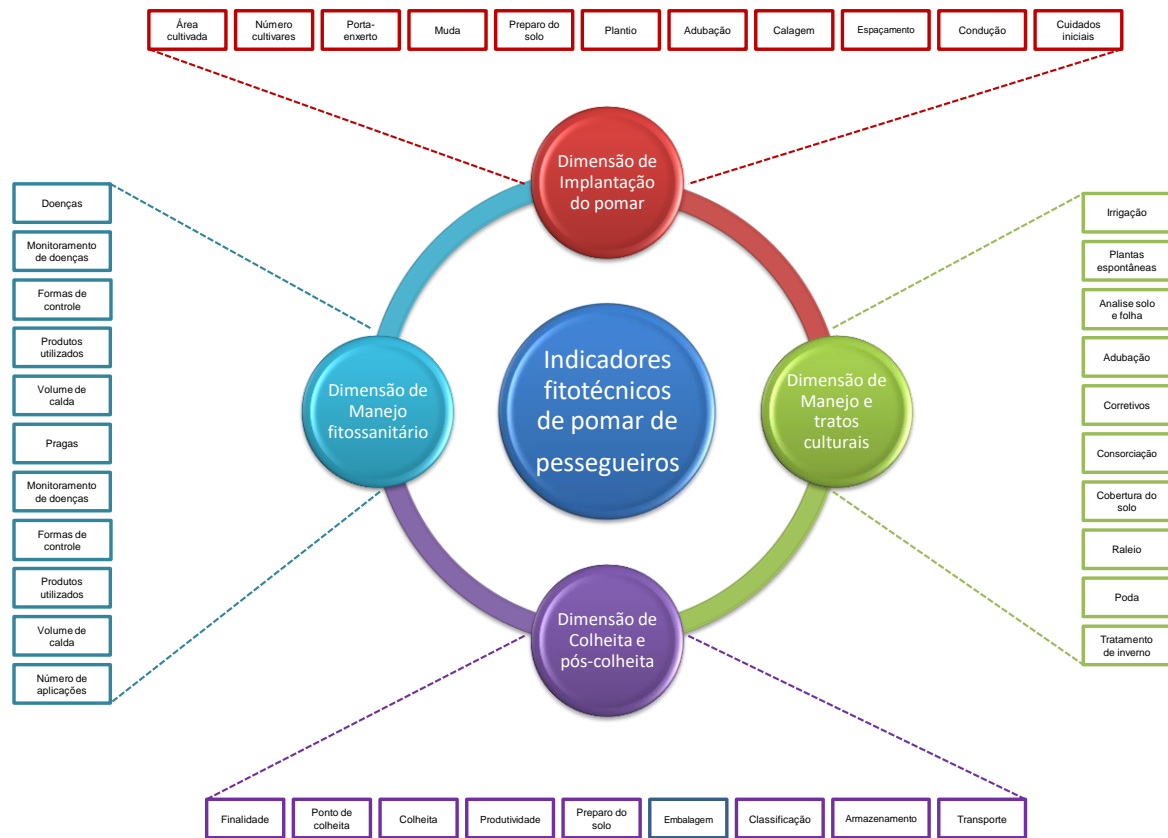 Área
cultivada
Número
cultivares
Porta-
enxerto
Muda
Preparo do
solo
Plantio
Adubação
Calagem
Espaçamento
Condução
Cuidados
iniciais
Dimensão de
Implantação
do pomar
Doenças
Monitoramento
de doenças
Formas de
controle
Produtos
utilizados
Volume de
calda
Pragas
Monitoramento
de doenças
Formas de
controle
Produtos
utilizados
Volume de
calda
Número de
aplicações
Dimensão de
Manejo
fitossanitário
Indicadores
fitotécnicos
de pomar de
pessegueiros
Dimensão de
Manejo e
tratos
culturais
Irrigação
Plantas
espontâneas
Analise solo
e folha
Adubação
Corretivos
Consorciação
Cobertura do
solo
Raleio
Poda
Tratamento
de inverno
Dimensão de
Colheita e
pós-colheita
Finalidade
Ponto de
colheita
Colheita
Produtividade
Preparo do
solo
Embalagem
Classificação
Armazenamento
Transporte